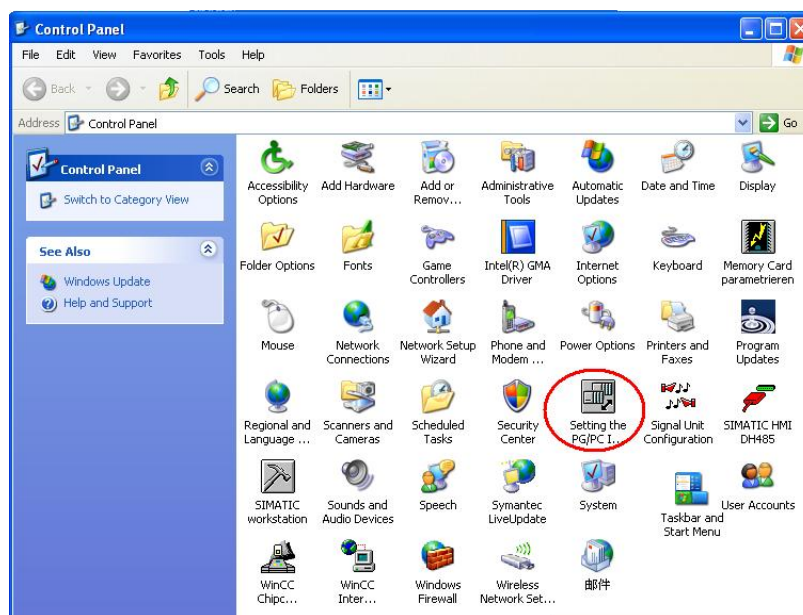 Control Panel
File Edit View Favorites Tools Help
Back Search Folders
Address Control Panel Go
Control Panel
Switch to Category View
See Also
Windows Update
Help and Support
Accessibility Options
Add Hardware
Add or Remov...
Administrative Tools
Automatic Updates
Date and Time
Display
Folder Options
Fonts
Game Controllers
Intel(R) GMA Driver
Internet Options
Keyboard
Memory Card parametrieren
Mouse
Network Connections
Network Setup Wizard
Phone and Modem ...
Power Options
Printers and Faxes
Program Updates
Regional and Language ...
Scanners and Cameras
Scheduled Tasks
Security Center
Setting the PG/PC I...
Signal Unit Configuration
SIMATIC HMI DH485
SIMATIC workstation
Sounds and Audio Devices
Speech
Symantec LiveUpdate
System
Taskbar and Start Menu
User Accounts
WinCC Chipc...
WinCC Inter...
Windows Firewall
Wireless Network Set...
邮件